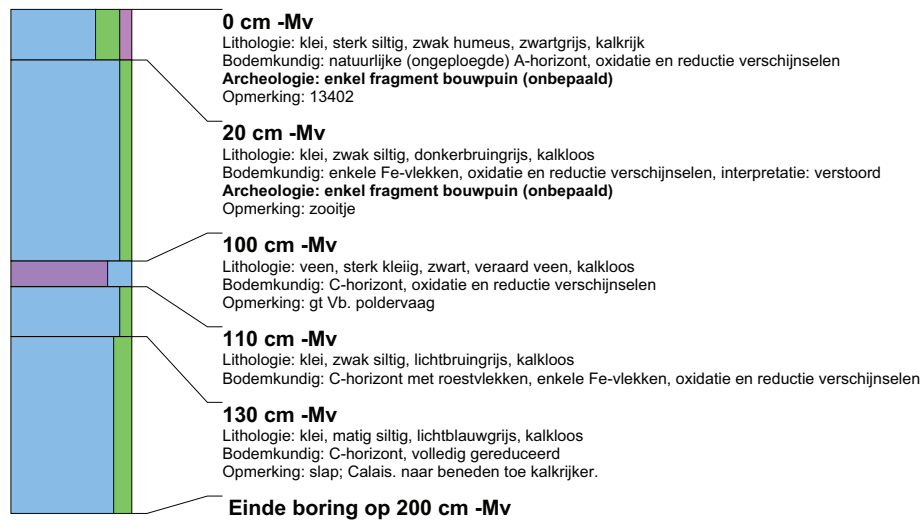 0 cm -Mv
Lithologie: klei, sterk siltig, zwak humeus, zwartgrijs, kalkrijk
Bodemkundig: natuurlijke (ongeploegde) A-horizont, oxidatie en reductie verschijnselen
Archeologie: enkel fragment bouwpuin (onbepaald)
Opmerking: 13402
20 cm -Mv
Lithologie: klei, zwak siltig, donkerbruingrijs, kalkloos
Bodemkundig: enkele Fe-vlekken, oxidatie en reductie verschijnselen, interpretatie: verstoord
Archeologie: enkel fragment bouwpuin (onbepaald)
Opmerking: zooitje
100 cm -Mv
Lithologie: veen, sterk kleiig, zwart, veraard veen, kalkloos
Bodemkundig: C-horizont, oxidatie en reductie verschijnselen
Opmerking: gt Vb. poldervaag
110 cm -Mv
Lithologie: klei, zwak siltig, lichtbruingrijs, kalkloos
Bodemkundig: C-horizont met roestvlekken, enkele Fe-vlekken, oxidatie en reductie verschijnselen
130 cm -Mv
Lithologie: klei, matig siltig, lichtblauwgrijs, kalkloos
Bodemkundig: C-horizont, volledig gereduceerd
Opmerking: slap; Calais. naar beneden toe kalkrijker.
Einde boring op 200 cm -Mv